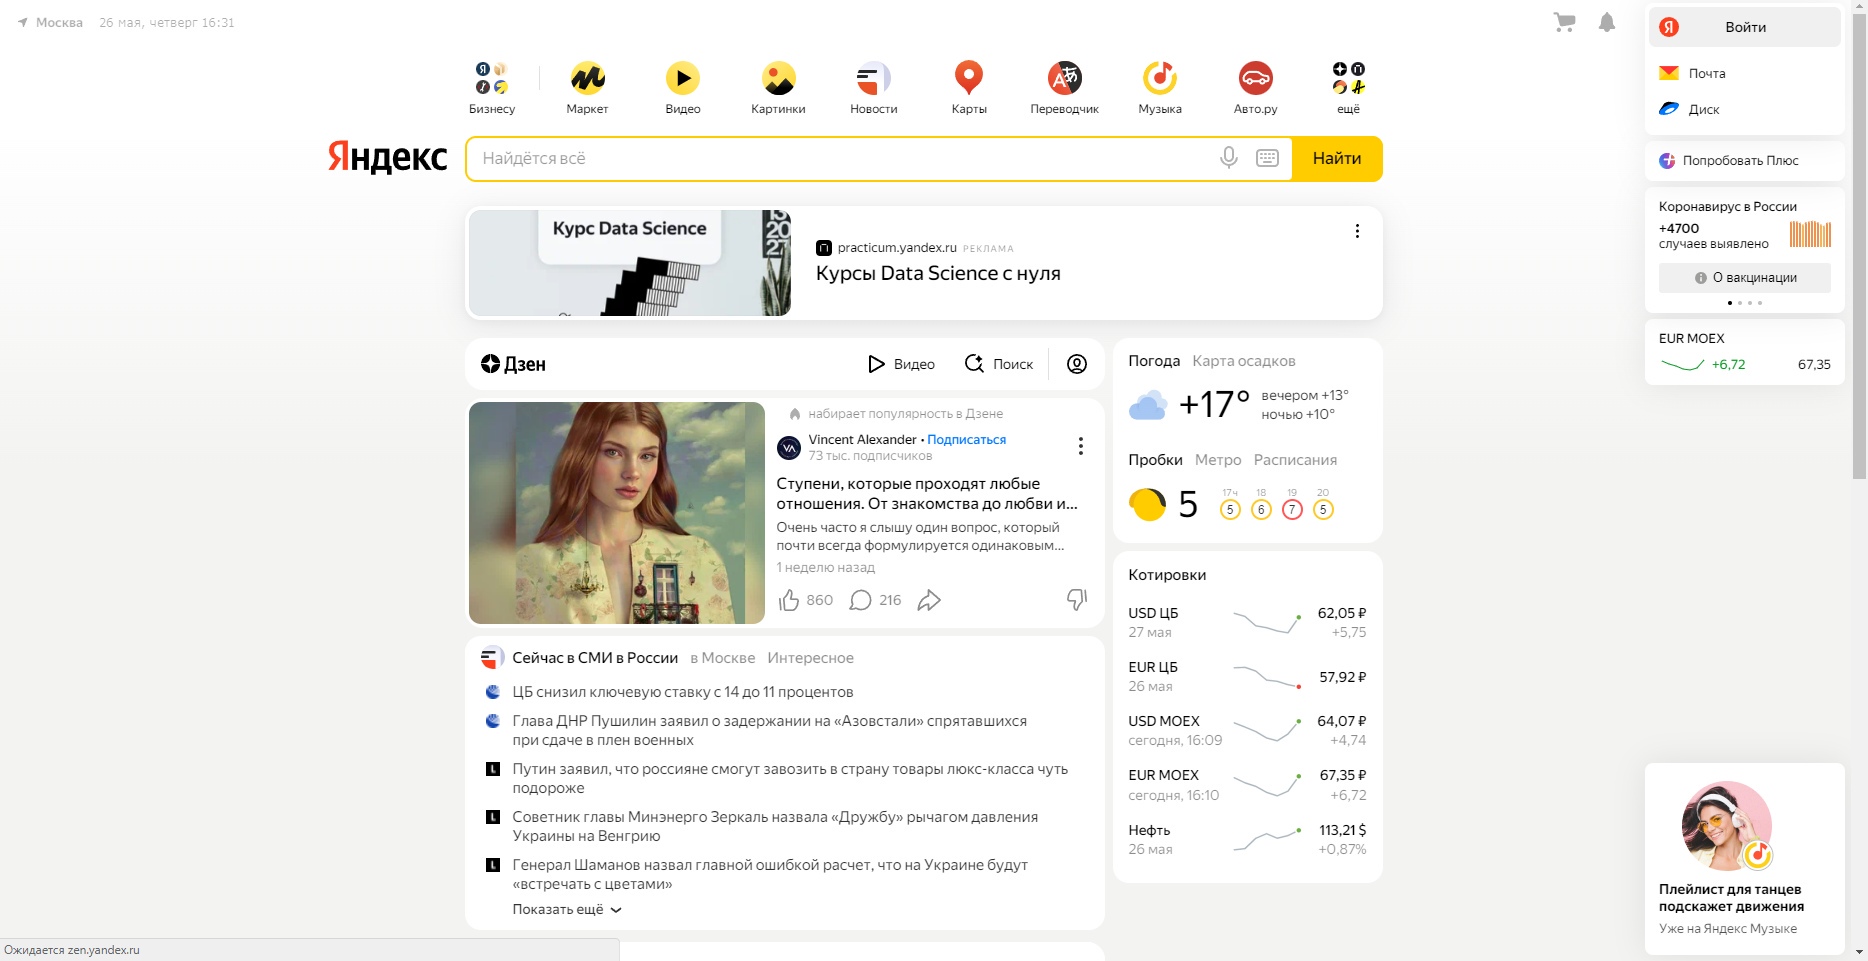 Москва 26 мая, четверг 16:31
Бизнесу
Маркет
Видео
Картинки
Новости
Карты
Переводчик
Музыка
Авто.ру
ещё
Яндекс
Найдётся всё
Найти
Курс Data Science
practicum.yandex.ru РЕКЛАМА
Курсы Data Science с нуля
Дзен
Видео
Поиск
набирает популярность в Дзене
VA
Vincent Alexander • Подписаться
73 тыс. подписчиков
Ступени, которые проходят любые
отношения. От знакомства до любви и...
Очень часто я слышу один вопрос, который
почти всегда формулируется одинаковым...
1 неделю назад
860
216
Сейчас в СМИ в России в Москве Интересное
ЦБ снизил ключевую ставку с 14 до 11 процентов
Глава ДНР Пушилин заявил о задержании на «Азовстали» спрятавшихся
при сдаче в плен военных
Путин заявил, что россияне смогут завозить в страну товары люкс-класса чуть
подороже
Советник главы Минэнерго Зеркаль назвала «Дружбу» рычагом давления
Украины на Венгрию
Генерал Шаманов назвал главной ошибкой расчет, что на Украине будут
«встречать с цветами»
Показать ещё
Погода Карта осадков
+17°
вечером +13°
ночью +10°
Пробки Метро Расписания
5
17ч 18 19 20
5 6 7 5
Котировки
USD ЦБ 62,05 ₽
27 мая +5,75
EUR ЦБ 57,92 ₽
26 мая
USD MOEX 64,07 ₽
сегодня, 16:09 +4,74
EUR MOEX 67,35 ₽
сегодня, 16:10 +6,72
Нефть 113,21 $
26 мая +0,87%
Войти
Почта
Диск
Попробовать Плюс
Коронавирус в России
+4700
случаев выявлено
О вакцинации
EUR MOEX
+6,72 67,35
Плейлист для танцев
подскажет движения
Уже на Яндекс Музыке
Ожидается zen.yandex.ru